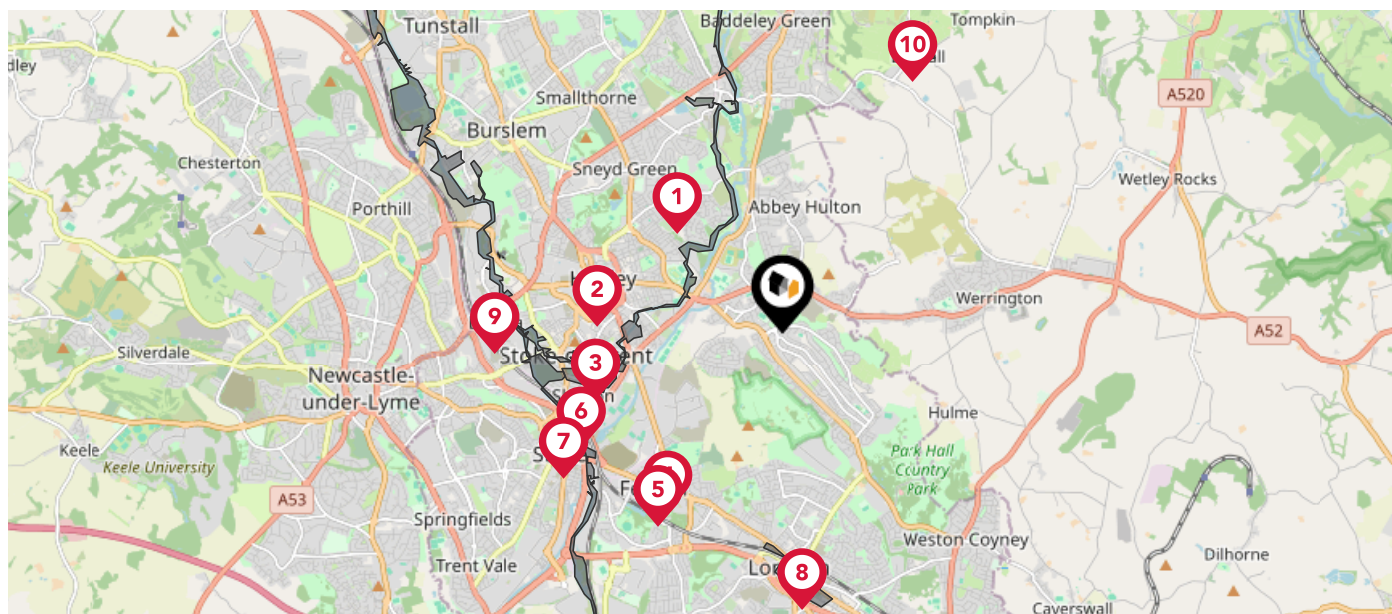 Tunstall
Baddeley Green
Tompkin
10
A520
Smallthorne
Burslem
Chesterton
Sneyd Green
Wetley Rocks
1
Porthill
Abbey Hulton
2
Werrington
9
A52
Silverdale
3
Newcastle-
under-Lyme
6
Hulme
7
Keele
Keele University
Park Hall
Country
Park
5
A53
Springfields
Weston Coyney
Dilhorne
Trent Vale
8
Caverswall